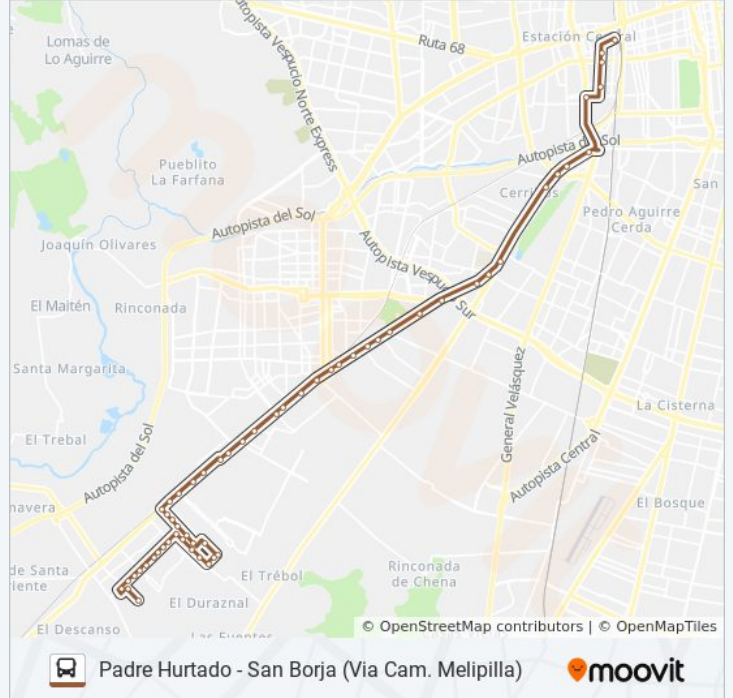 Lomas de
Lo Aguirre
Ruta 68
Estación Central
Autopista Vespucio Norte Express
Autopista del Sol
Pueblito
La Farfana
Cerrillos
San
Pedro Aguirre
Cerda
Autopista del Sol
Joaquín Olivares
Autopista Vespucio Sur
El Maitén
Rinconada
Santa Margarita
General Velásquez
La Cisterna
El Trebal
Autopista del Sol
Autopista Central
El Bosque
navera
de Santa
iente
El Trébol
Rinconada
de Chena
El Duraznal
El Descanso
Las Fuentes
© OpenStreetMap contributors | © OpenMapTiles
Padre Hurtado - San Borja (Via Cam. Melipilla)
moovit